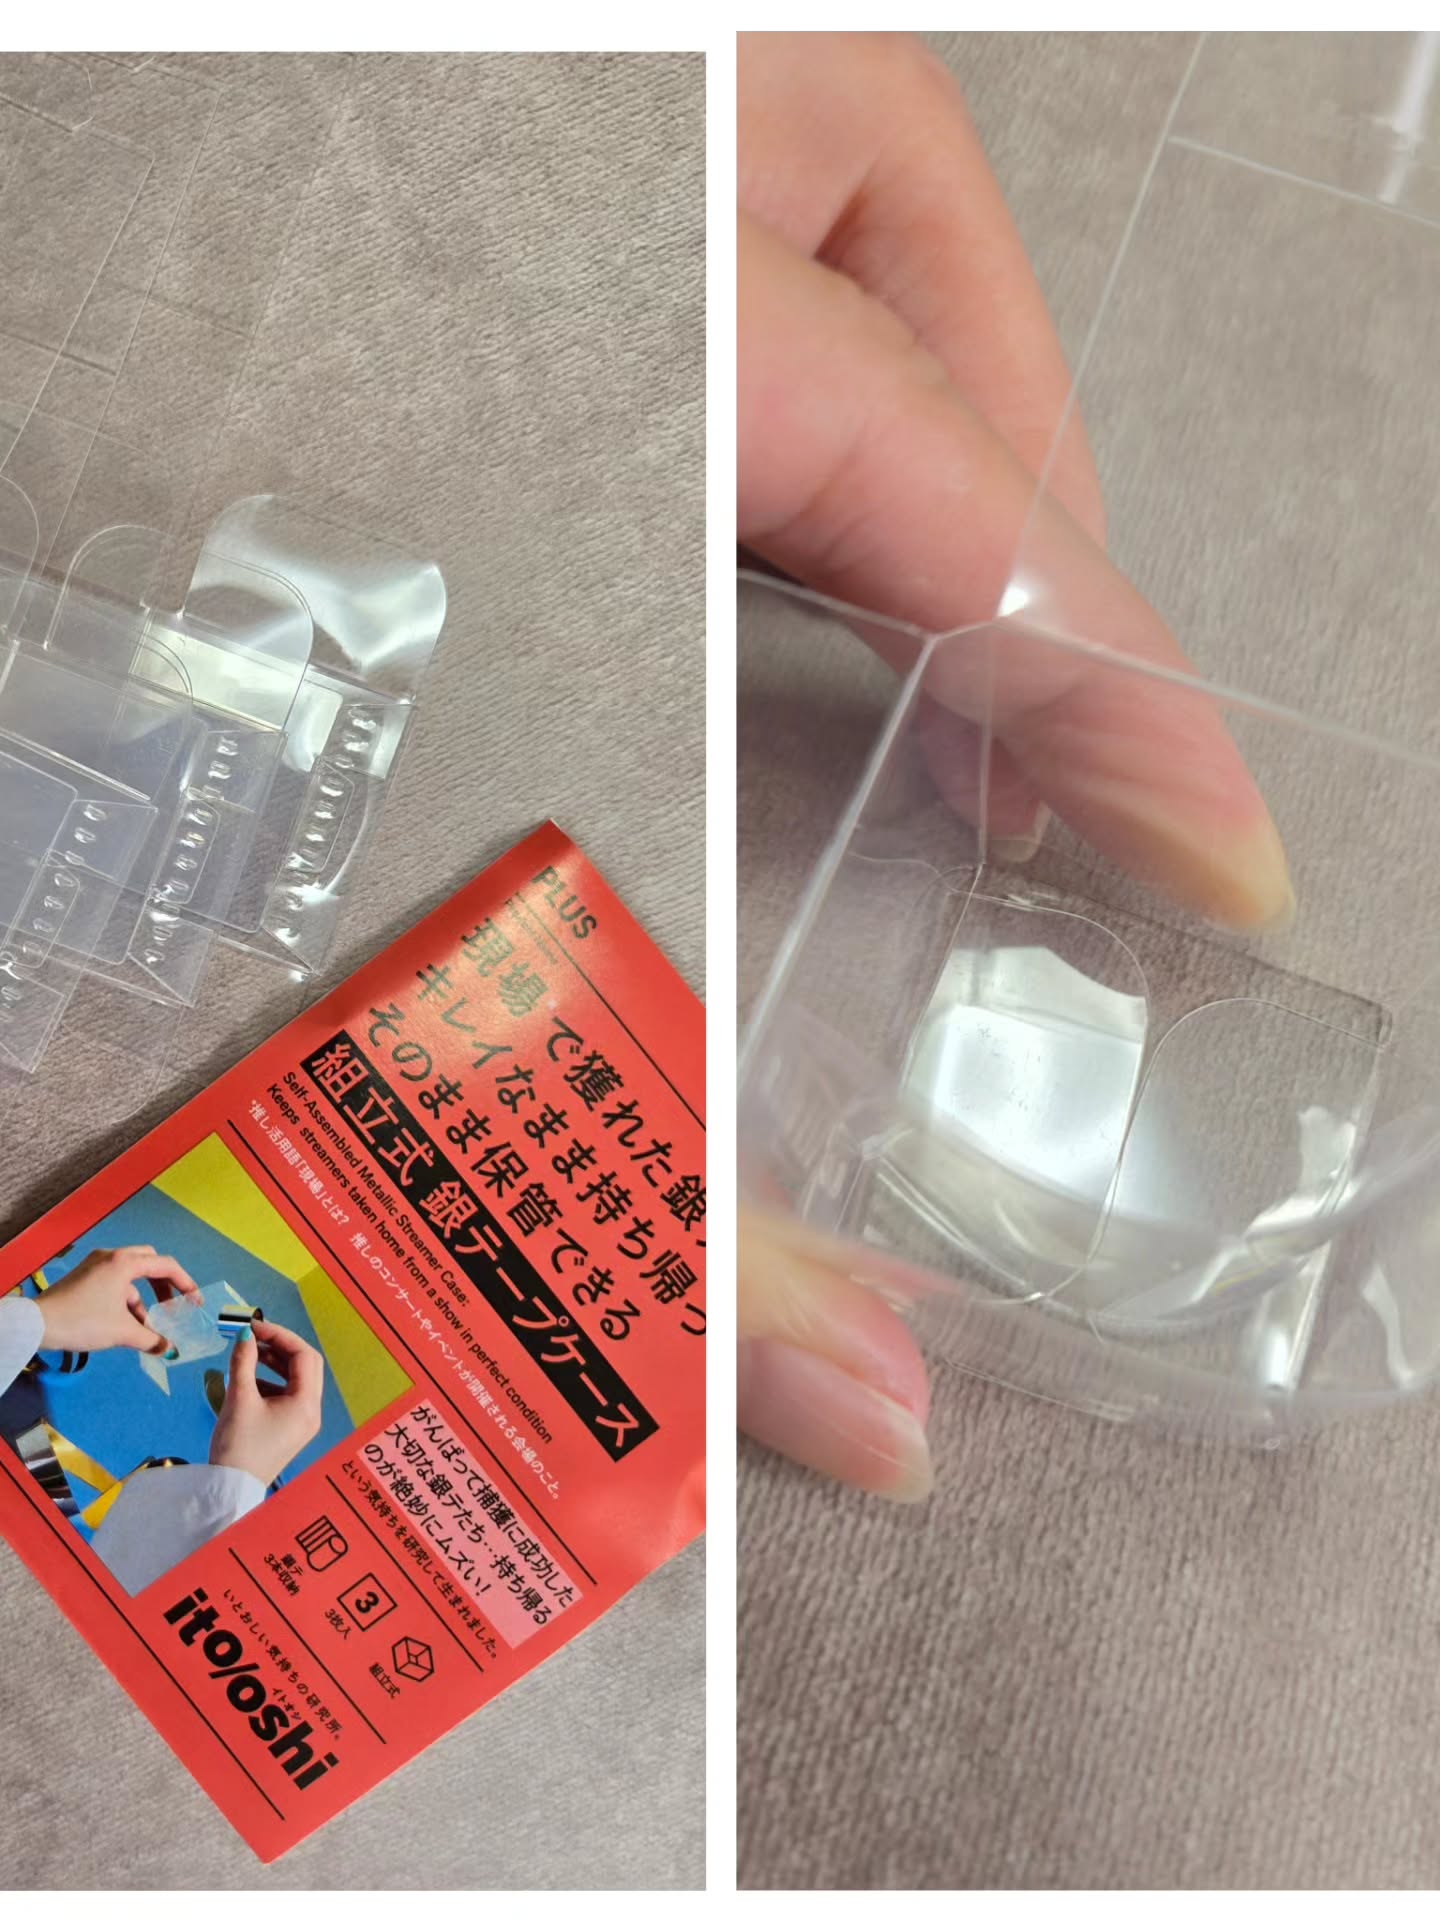 PLUS
現場*で獲れた銀
キレイなまま持ち帰っ
そのまま保管できる
組立式 銀テープケース
Self-Assembled Metallic Streamer Case:
Keeps streamers taken home from a show in perfect condition
*推し活用語「現場」とは? 推しのコンサートやイベントが開催される会場のこと。
がんばって捕獲に成功した
大切な銀テたち…持ち帰る
のが絶妙にムズい!
という気持ちを研究して生まれました。
銀テ
3本収納
3
3枚入
組立式
いとおしい気持ちの研究所。
イトオシ
ito/oshi